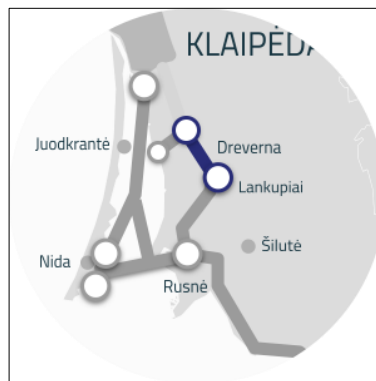 KLAIPĖDA
Juodkrantė
Dreverna
Lankupiai
Šilutė
Nida
Rusnė